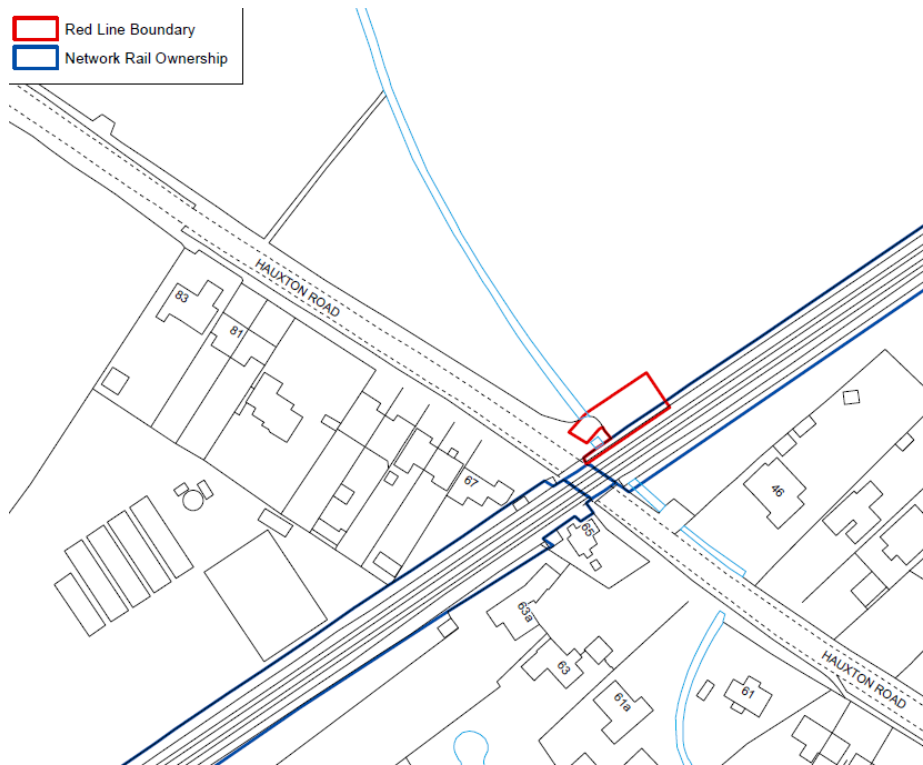 Red Line Boundary
Network Rail Ownership
HAUXTON ROAD
83
81
67
46
65
63a
63
61a
61
HAUXTON ROAD